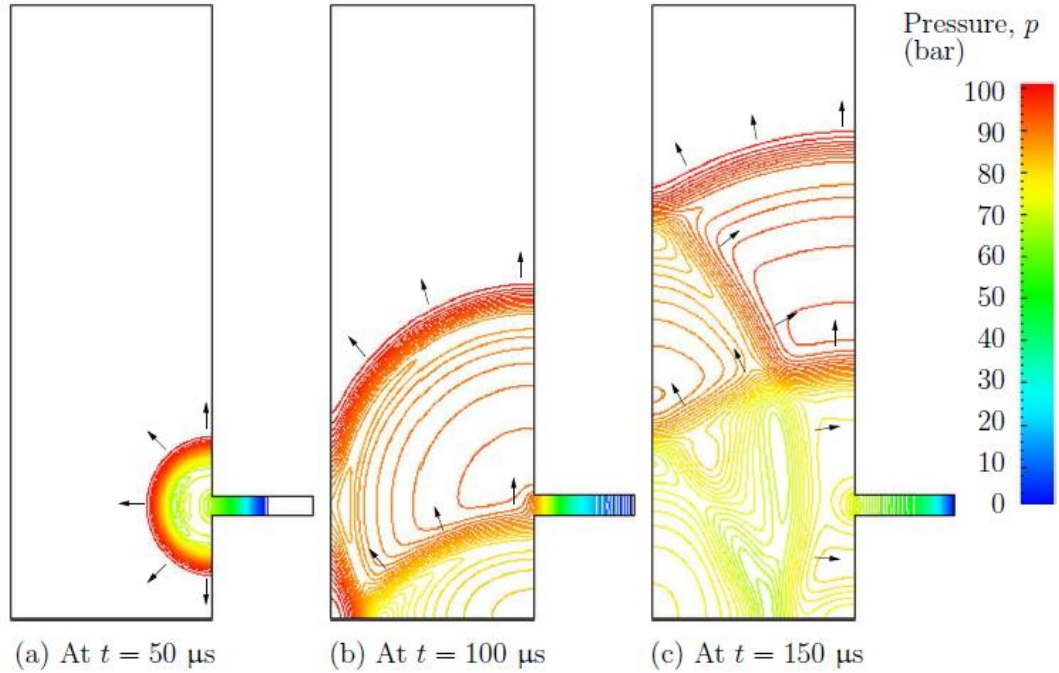 Pressure, p
(bar)
100
90
80
70
60
50
40
30
20
10
0
(a) At t = 50 μs
(b) At t = 100 μs
(c) At t = 150 μs